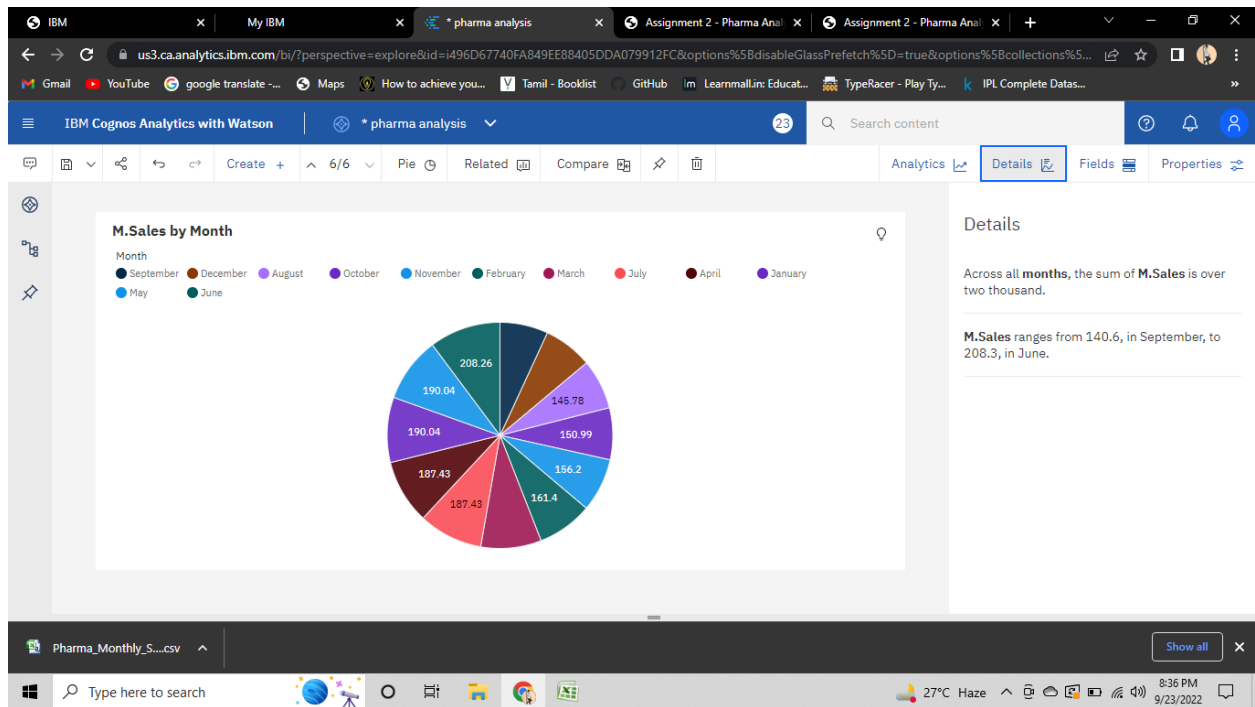 IBM
My IBM
* pharma analysis
Assignment 2 - Pharma Anal
Assignment 2 - Pharma Anal
us3.ca.analytics.ibm.com/bi/?perspective=explore&id=i496D67740FA849EE88405DDA079912FC&options%5BdisableGlassPrefetch%5D=true&options%5Bcollections%5...
Gmail YouTube google translate -... Maps How to achieve you... Tamil - Booklist GitHub Learnmall.in: Educat... TypeRacer - Play Ty... IPL Complete Datas... »
IBM Cognos Analytics with Watson * pharma analysis 23 Search content
Create + 6/6 Pie Related Compare Analytics Details Fields Properties
M.Sales by Month
Month
September December August October November February March July April January
May June
208.26
190.04
145.78
190.04
150.99
187.43
156.2
187.43
161.4
Details
Across all months, the sum of M.Sales is over
two thousand.
M.Sales ranges from 140.6, in September, to
208.3, in June.
Pharma_Monthly_S....csv
Show all
Type here to search
27°C Haze
8:36 PM
9/23/2022